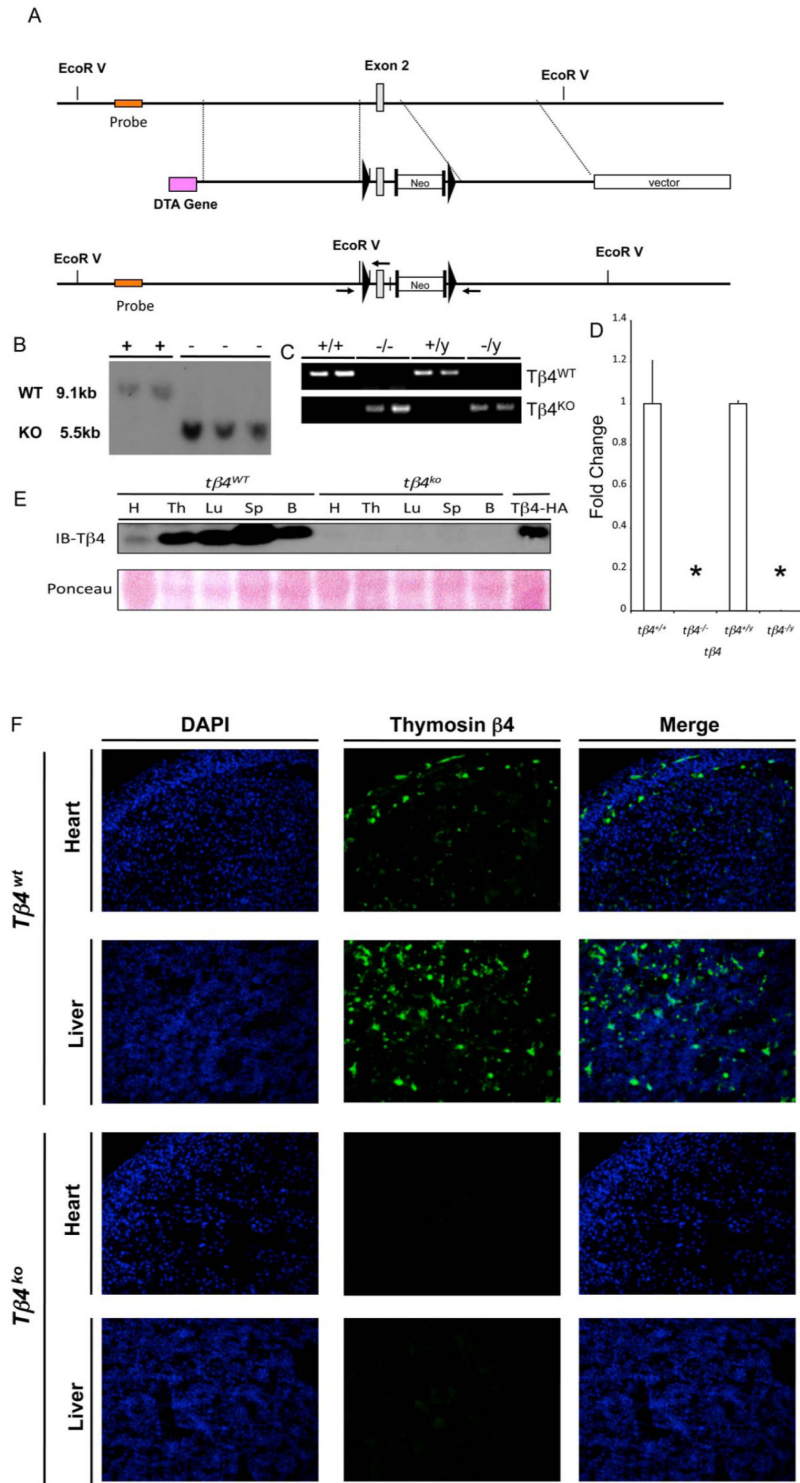 A
EcoR V
Exon 2
EcoR V
Probe
DTA Gene
Neo
vector
EcoR V
EcoR V
EcoR V
Probe
Neo
B
+ + - - -
WT 9.1kb
KO 5.5kb
C
+/+ -/- +/y -/y
Tβ4WT
Tβ4KO
D
Fold Change
1.4
1.2
1
0.8
0.6
0.4
0.2
0
* *
tβ4+/+ tβ4-/- tβ4+/y tβ4-/y
tβ4
E
tβ4WT tβ4ko
H Th Lu Sp B H Th Lu Sp B Tβ4-HA
IB-Tβ4
Ponceau
F
DAPI Thymosin β4 Merge
Tβ4wt
Heart
Liver
Tβ4ko
Heart
Liver